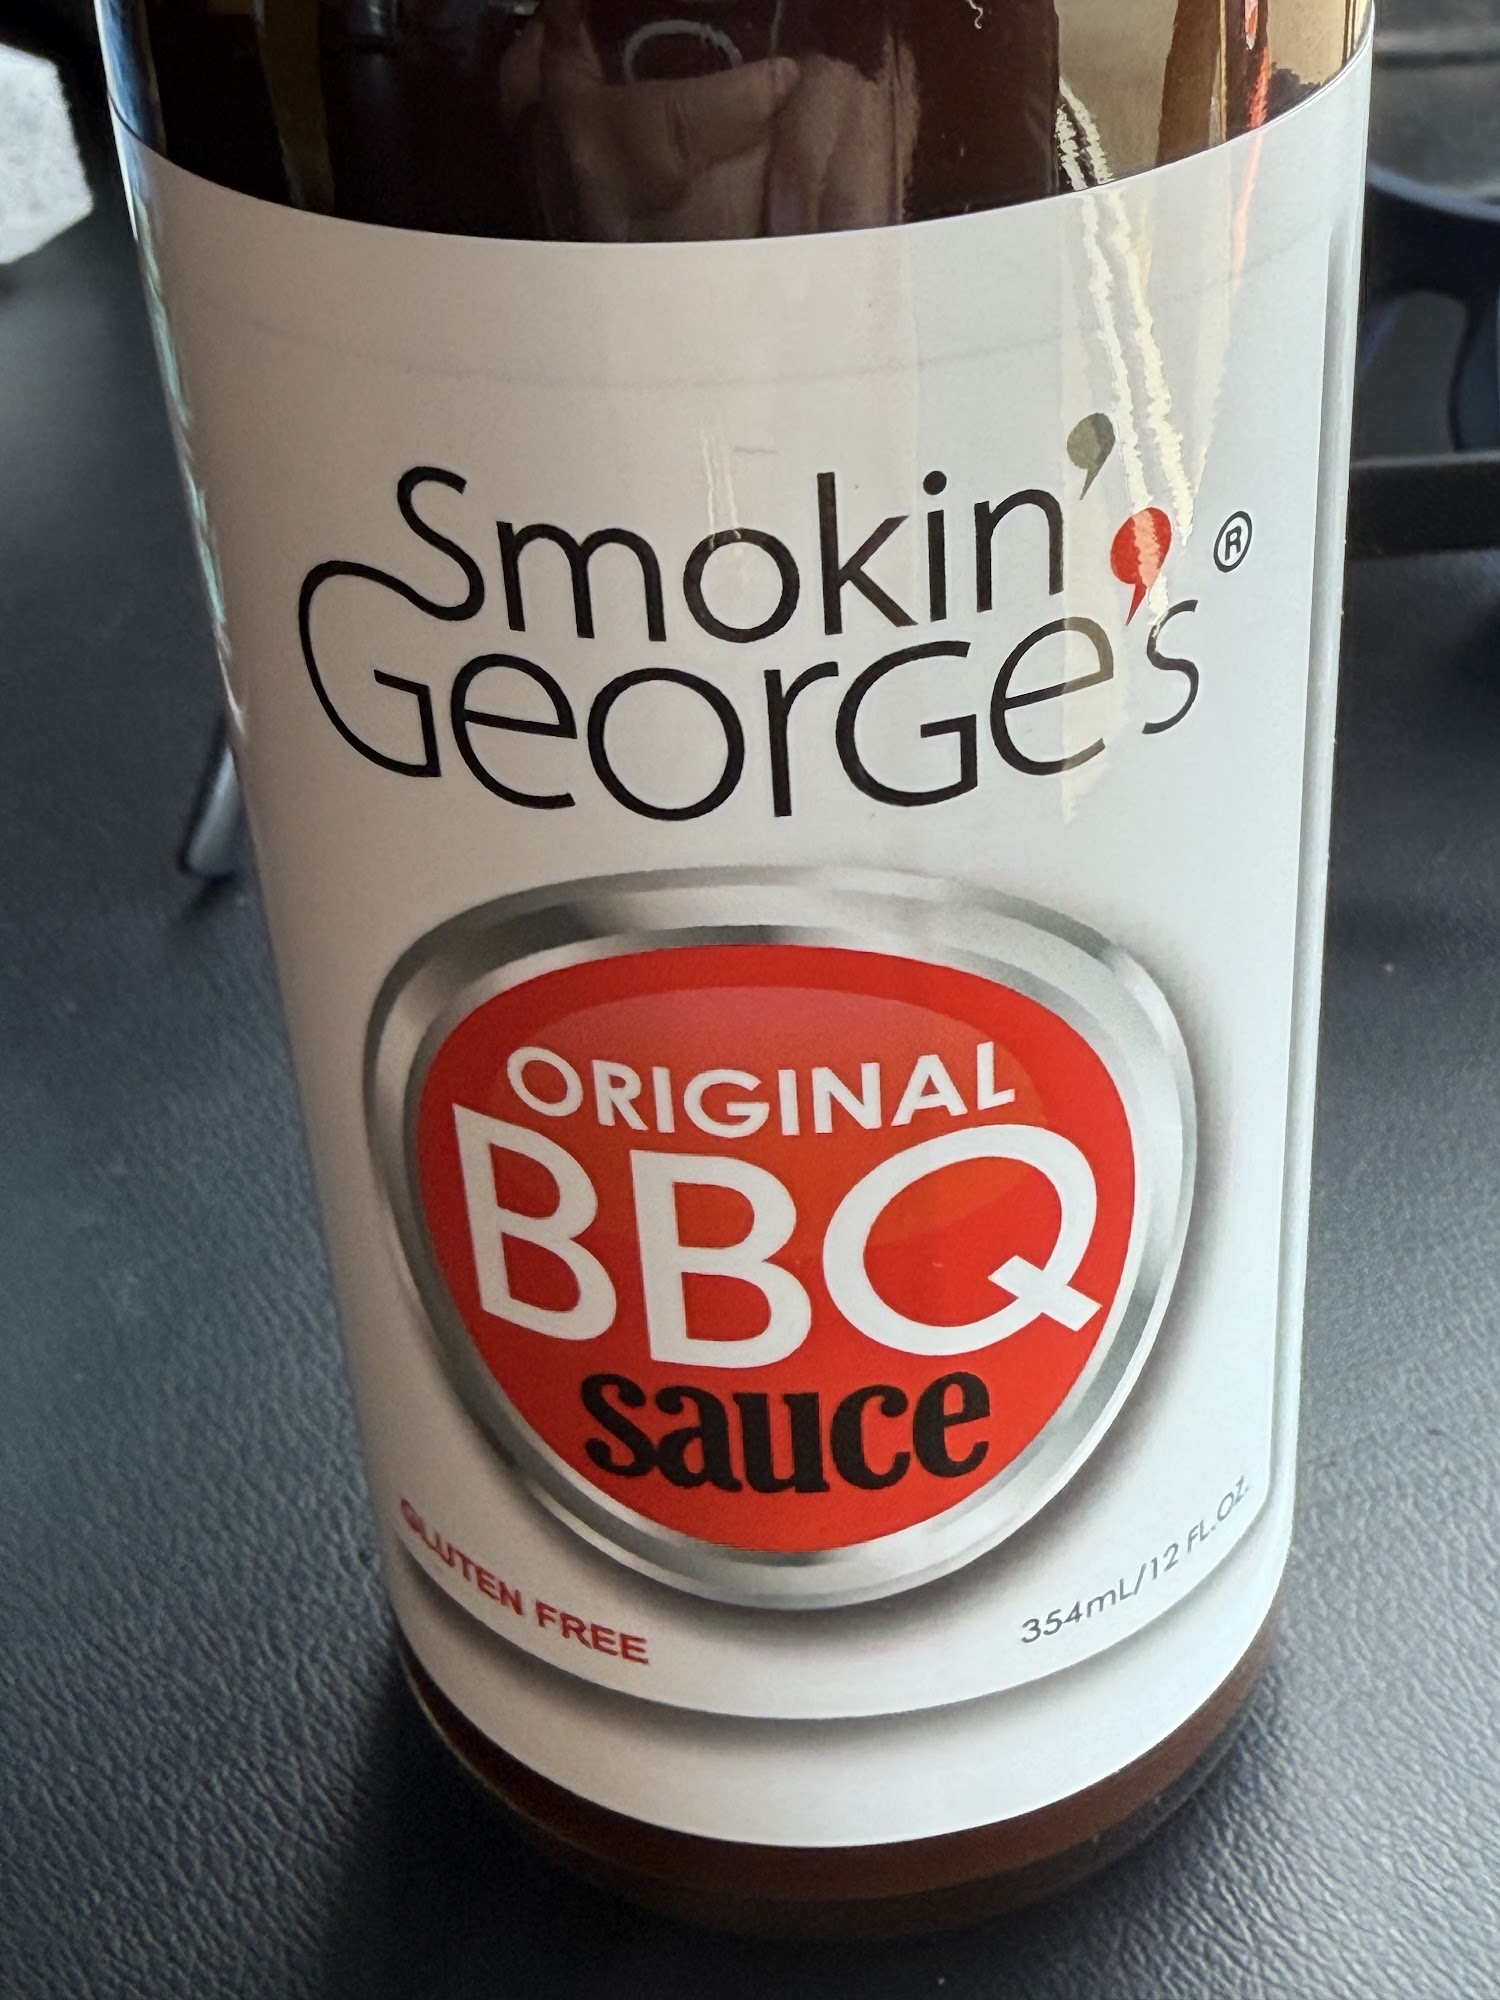 Smokin'
George's®
ORIGINAL
BBQ
sauce
GLUTEN FREE
354mL/12 FL.OZ.